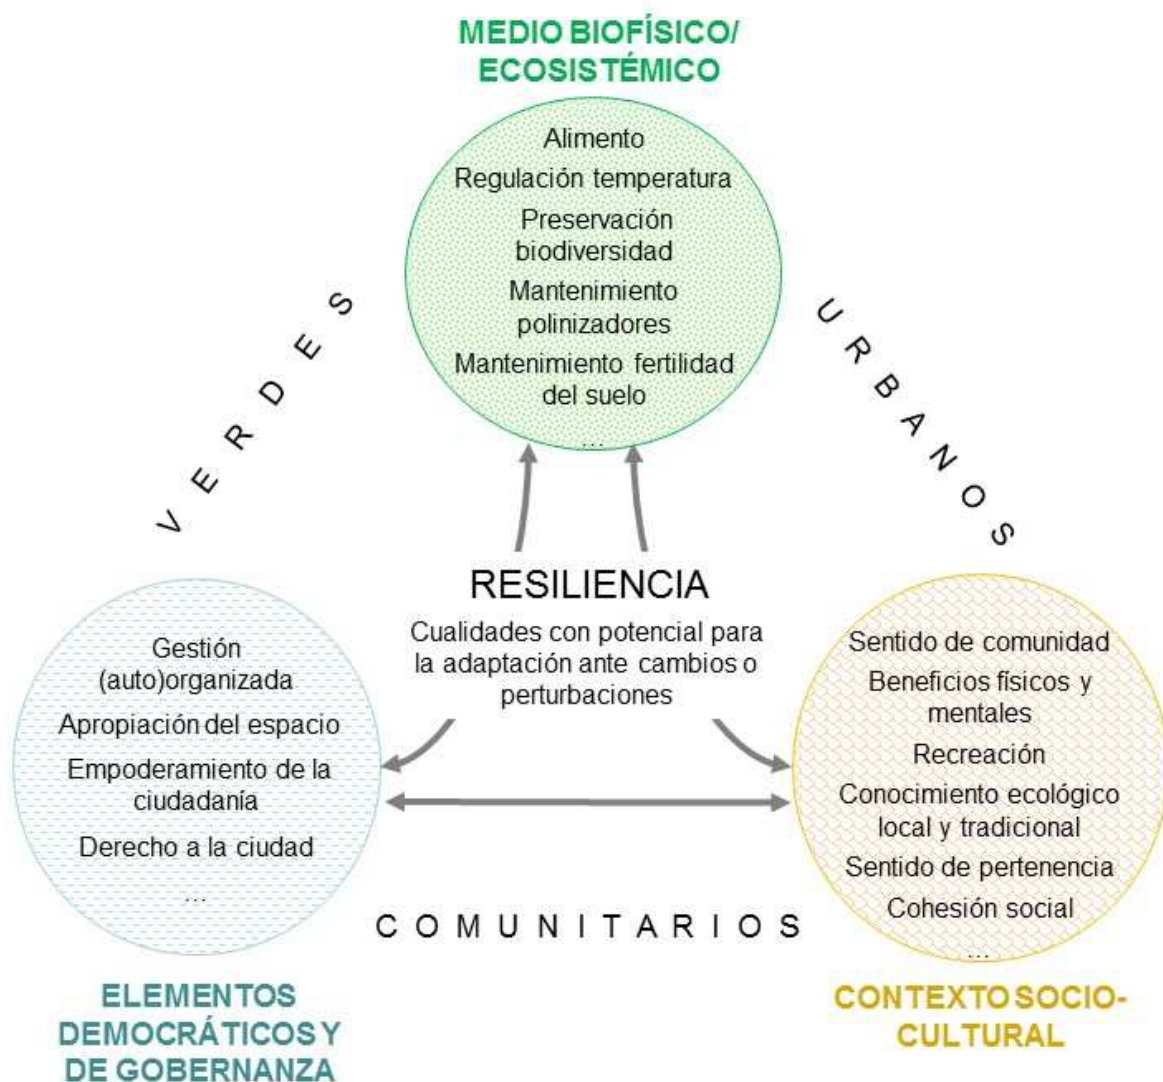 MEDIO BIOFÍSICO/
ECOSISTÉMICO
Alimento
Regulación temperatura
Preservación
biodiversidad
Mantenimiento
polinizadores
Mantenimiento fertilidad
del suelo
...
VERDES
URBANOS
RESILIENCIA
Cualidades con potencial para
la adaptación ante cambios o
perturbaciones
Gestión
(auto)organizada
Apropiación del espacio
Empoderamiento de la
ciudadanía
Derecho a la ciudad
...
Sentido de comunidad
Beneficios físicos y
mentales
Recreación
Conocimiento ecológico
local y tradicional
Sentido de pertenencia
Cohesión social
...
COMUNITARIOS
ELEMENTOS
DEMOCRÁTICOS Y
DE GOBERNANZA
CONTEXTO SOCIO-
CULTURAL